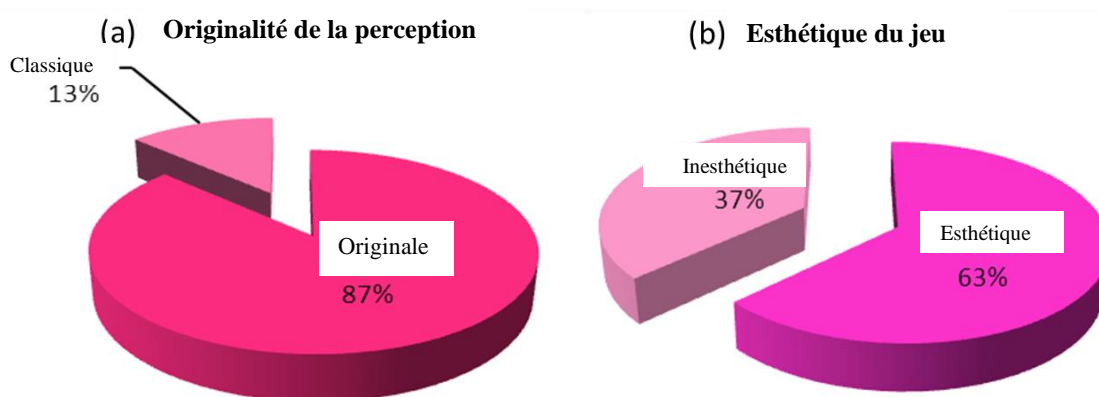 (a) Originalité de la perception
Classique
13%
Originale
87%
(b) Esthétique du jeu
Inesthétique
37%
Esthétique
63%